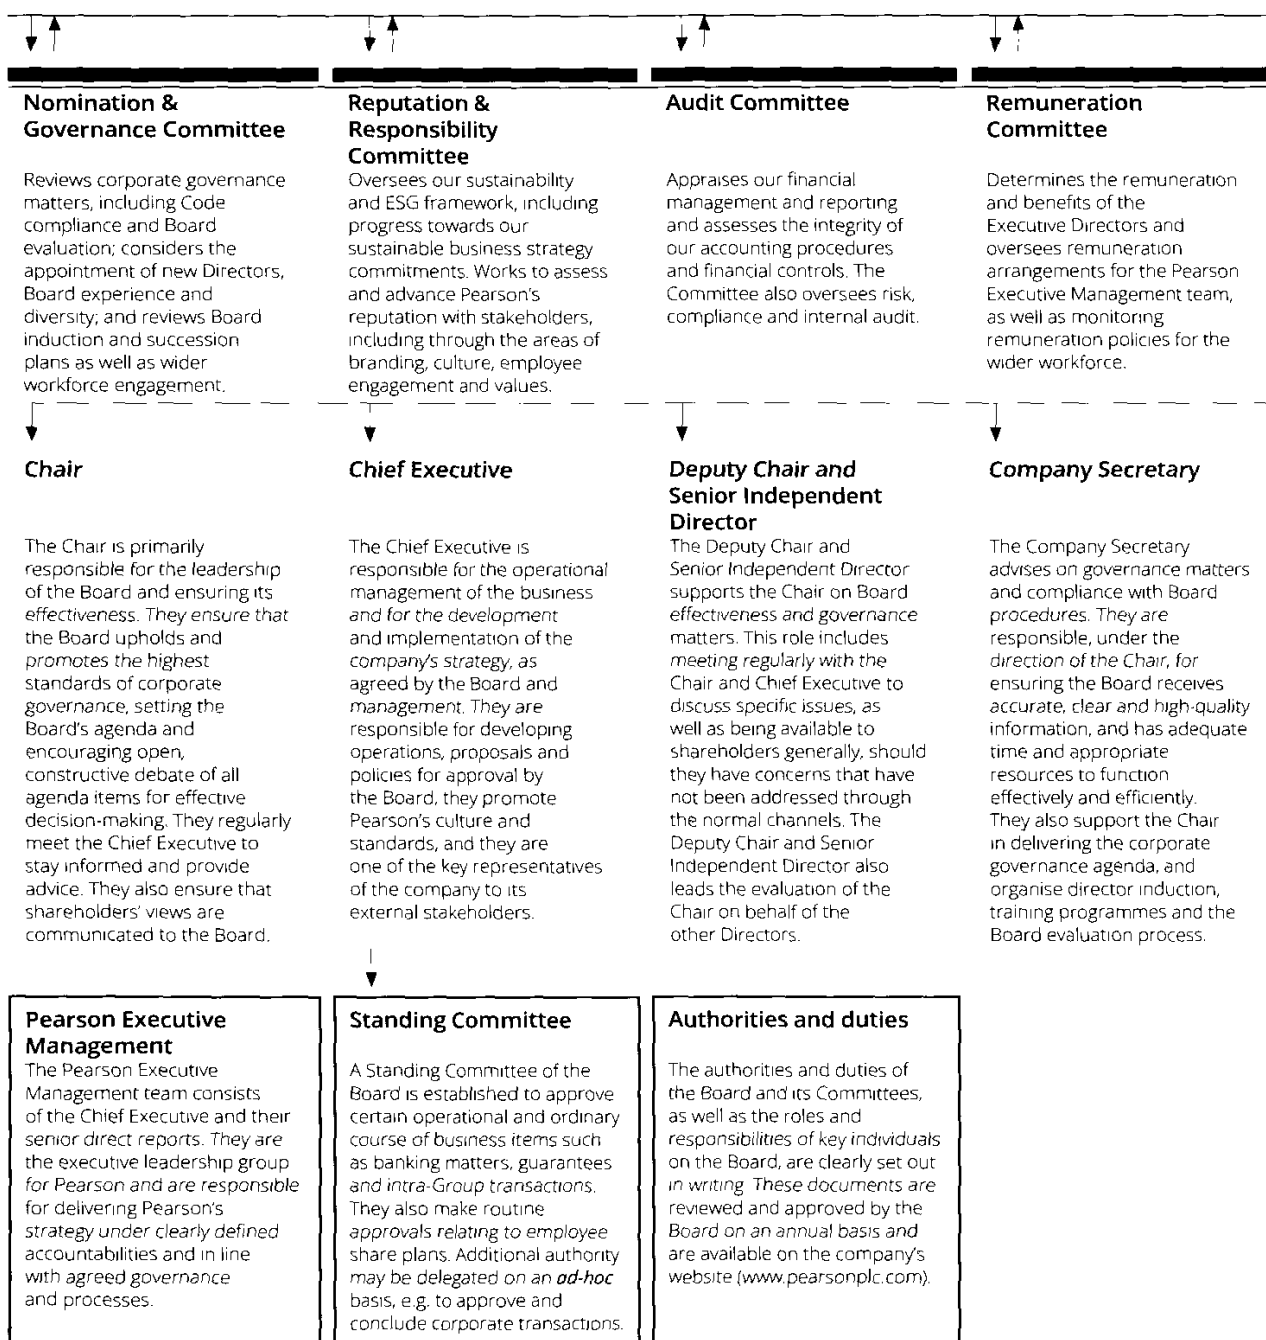 Nomination &
Governance Committee
Reviews corporate governance
matters, including Code
compliance and Board
evaluation; considers the
appointment of new Directors,
Board experience and
diversity; and reviews Board
induction and succession
plans as well as wider
workforce engagement.
Reputation &
Responsibility
Committee
Oversees our sustainability
and ESG framework, including
progress towards our
sustainable business strategy
commitments. Works to assess
and advance Pearson's
reputation with stakeholders,
including through the areas of
branding, culture, employee
engagement and values.
Audit Committee
Appraises our financial
management and reporting
and assesses the integrity of
our accounting procedures
and financial controls. The
Committee also oversees risk,
compliance and internal audit.
Remuneration
Committee
Determines the remuneration
and benefits of the
Executive Directors and
oversees remuneration
arrangements for the Pearson
Executive Management team,
as well as monitoring
remuneration policies for the
wider workforce.
Chair
The Chair is primarily
responsible for the leadership
of the Board and ensuring its
effectiveness. They ensure that
the Board upholds and
promotes the highest
standards of corporate
governance, setting the
Board's agenda and
encouraging open,
constructive debate of all
agenda items for effective
decision-making. They regularly
meet the Chief Executive to
stay informed and provide
advice. They also ensure that
shareholders' views are
communicated to the Board.
Chief Executive
The Chief Executive is
responsible for the operational
management of the business
and for the development
and implementation of the
company's strategy, as
agreed by the Board and
management. They are
responsible for developing
operations, proposals and
policies for approval by
the Board, they promote
Pearson's culture and
standards, and they are
one of the key representatives
of the company to its
external stakeholders.
Deputy Chair and
Senior Independent
Director
The Deputy Chair and
Senior Independent Director
supports the Chair on Board
effectiveness and governance
matters. This role includes
meeting regularly with the
Chair and Chief Executive to
discuss specific issues, as
well as being available to
shareholders generally, should
they have concerns that have
not been addressed through
the normal channels. The
Deputy Chair and Senior
Independent Director also
leads the evaluation of the
Chair on behalf of the
other Directors.
Company Secretary
The Company Secretary
advises on governance matters
and compliance with Board
procedures. They are
responsible, under the
direction of the Chair, for
ensuring the Board receives
accurate, clear and high-quality
information, and has adequate
time and appropriate
resources to function
effectively and efficiently.
They also support the Chair
in delivering the corporate
governance agenda, and
organise director induction,
training programmes and the
Board evaluation process.
Pearson Executive
Management
The Pearson Executive
Management team consists
of the Chief Executive and their
senior direct reports. They are
the executive leadership group
for Pearson and are responsible
for delivering Pearson's
strategy under clearly defined
accountabilities and in line
with agreed governance
and processes.
Standing Committee
A Standing Committee of the
Board is established to approve
certain operational and ordinary
course of business items such
as banking matters, guarantees
and intra-Group transactions.
They also make routine
approvals relating to employee
share plans. Additional authority
may be delegated on an ad-hoc
basis, e.g. to approve and
conclude corporate transactions.
Authorities and duties
The authorities and duties of
the Board and its Committees,
as well as the roles and
responsibilities of key individuals
on the Board, are clearly set out
in writing. These documents are
reviewed and approved by the
Board on an annual basis and
are available on the company's
website (www.pearsonplc.com).